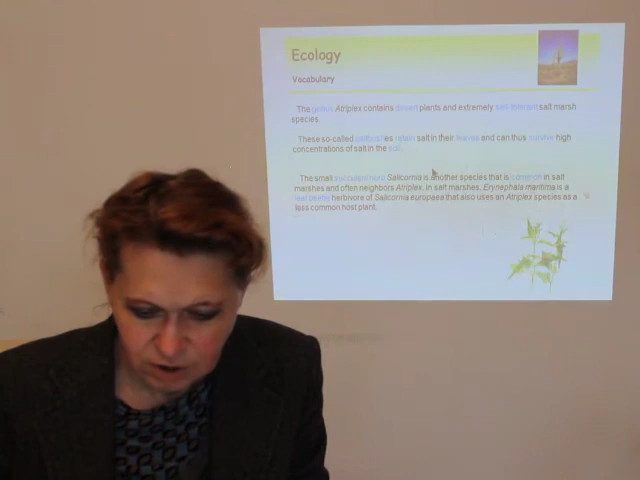 Ecology
Vocabulary
The genus Atriplex contains desert plants and extremely salt-tolerant salt marsh
species.
These so-called saltbushes retain salt in their leaves and can thus survive high
concentrations of salt in the soil.
The small succulent herb Salicornia is another species that is common in salt
marshes and often neighbors Atriplex. In salt marshes, Erynephala maritima is a
leaf beetle herbivore of Salicornia europaea that also uses an Atriplex species as a
less common host plant.